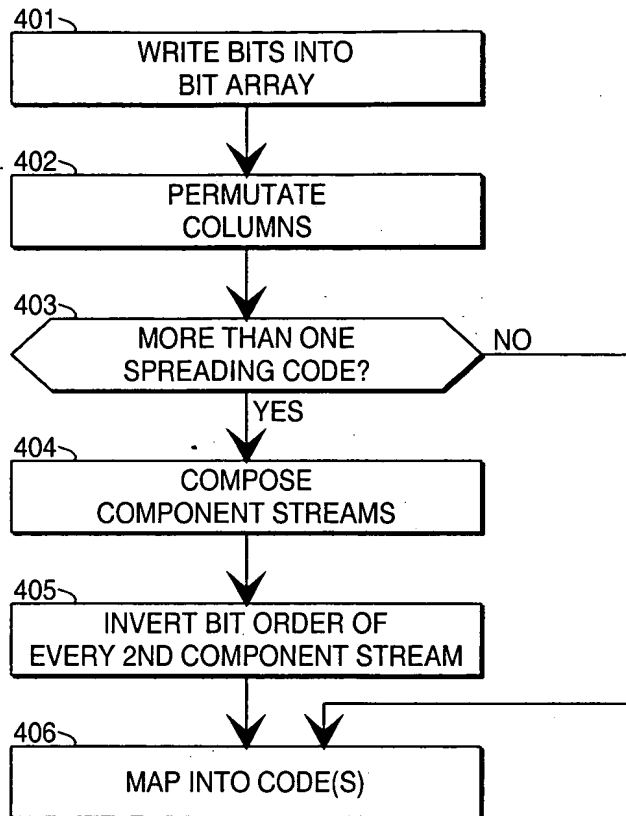 401
WRITE BITS INTO
BIT ARRAY
402
PERMUTATE
COLUMNS
403
MORE THAN ONE
SPREADING CODE?
NO
YES
404
COMPOSE
COMPONENT STREAMS
405
INVERT BIT ORDER OF
EVERY 2ND COMPONENT STREAM
406
MAP INTO CODE(S)